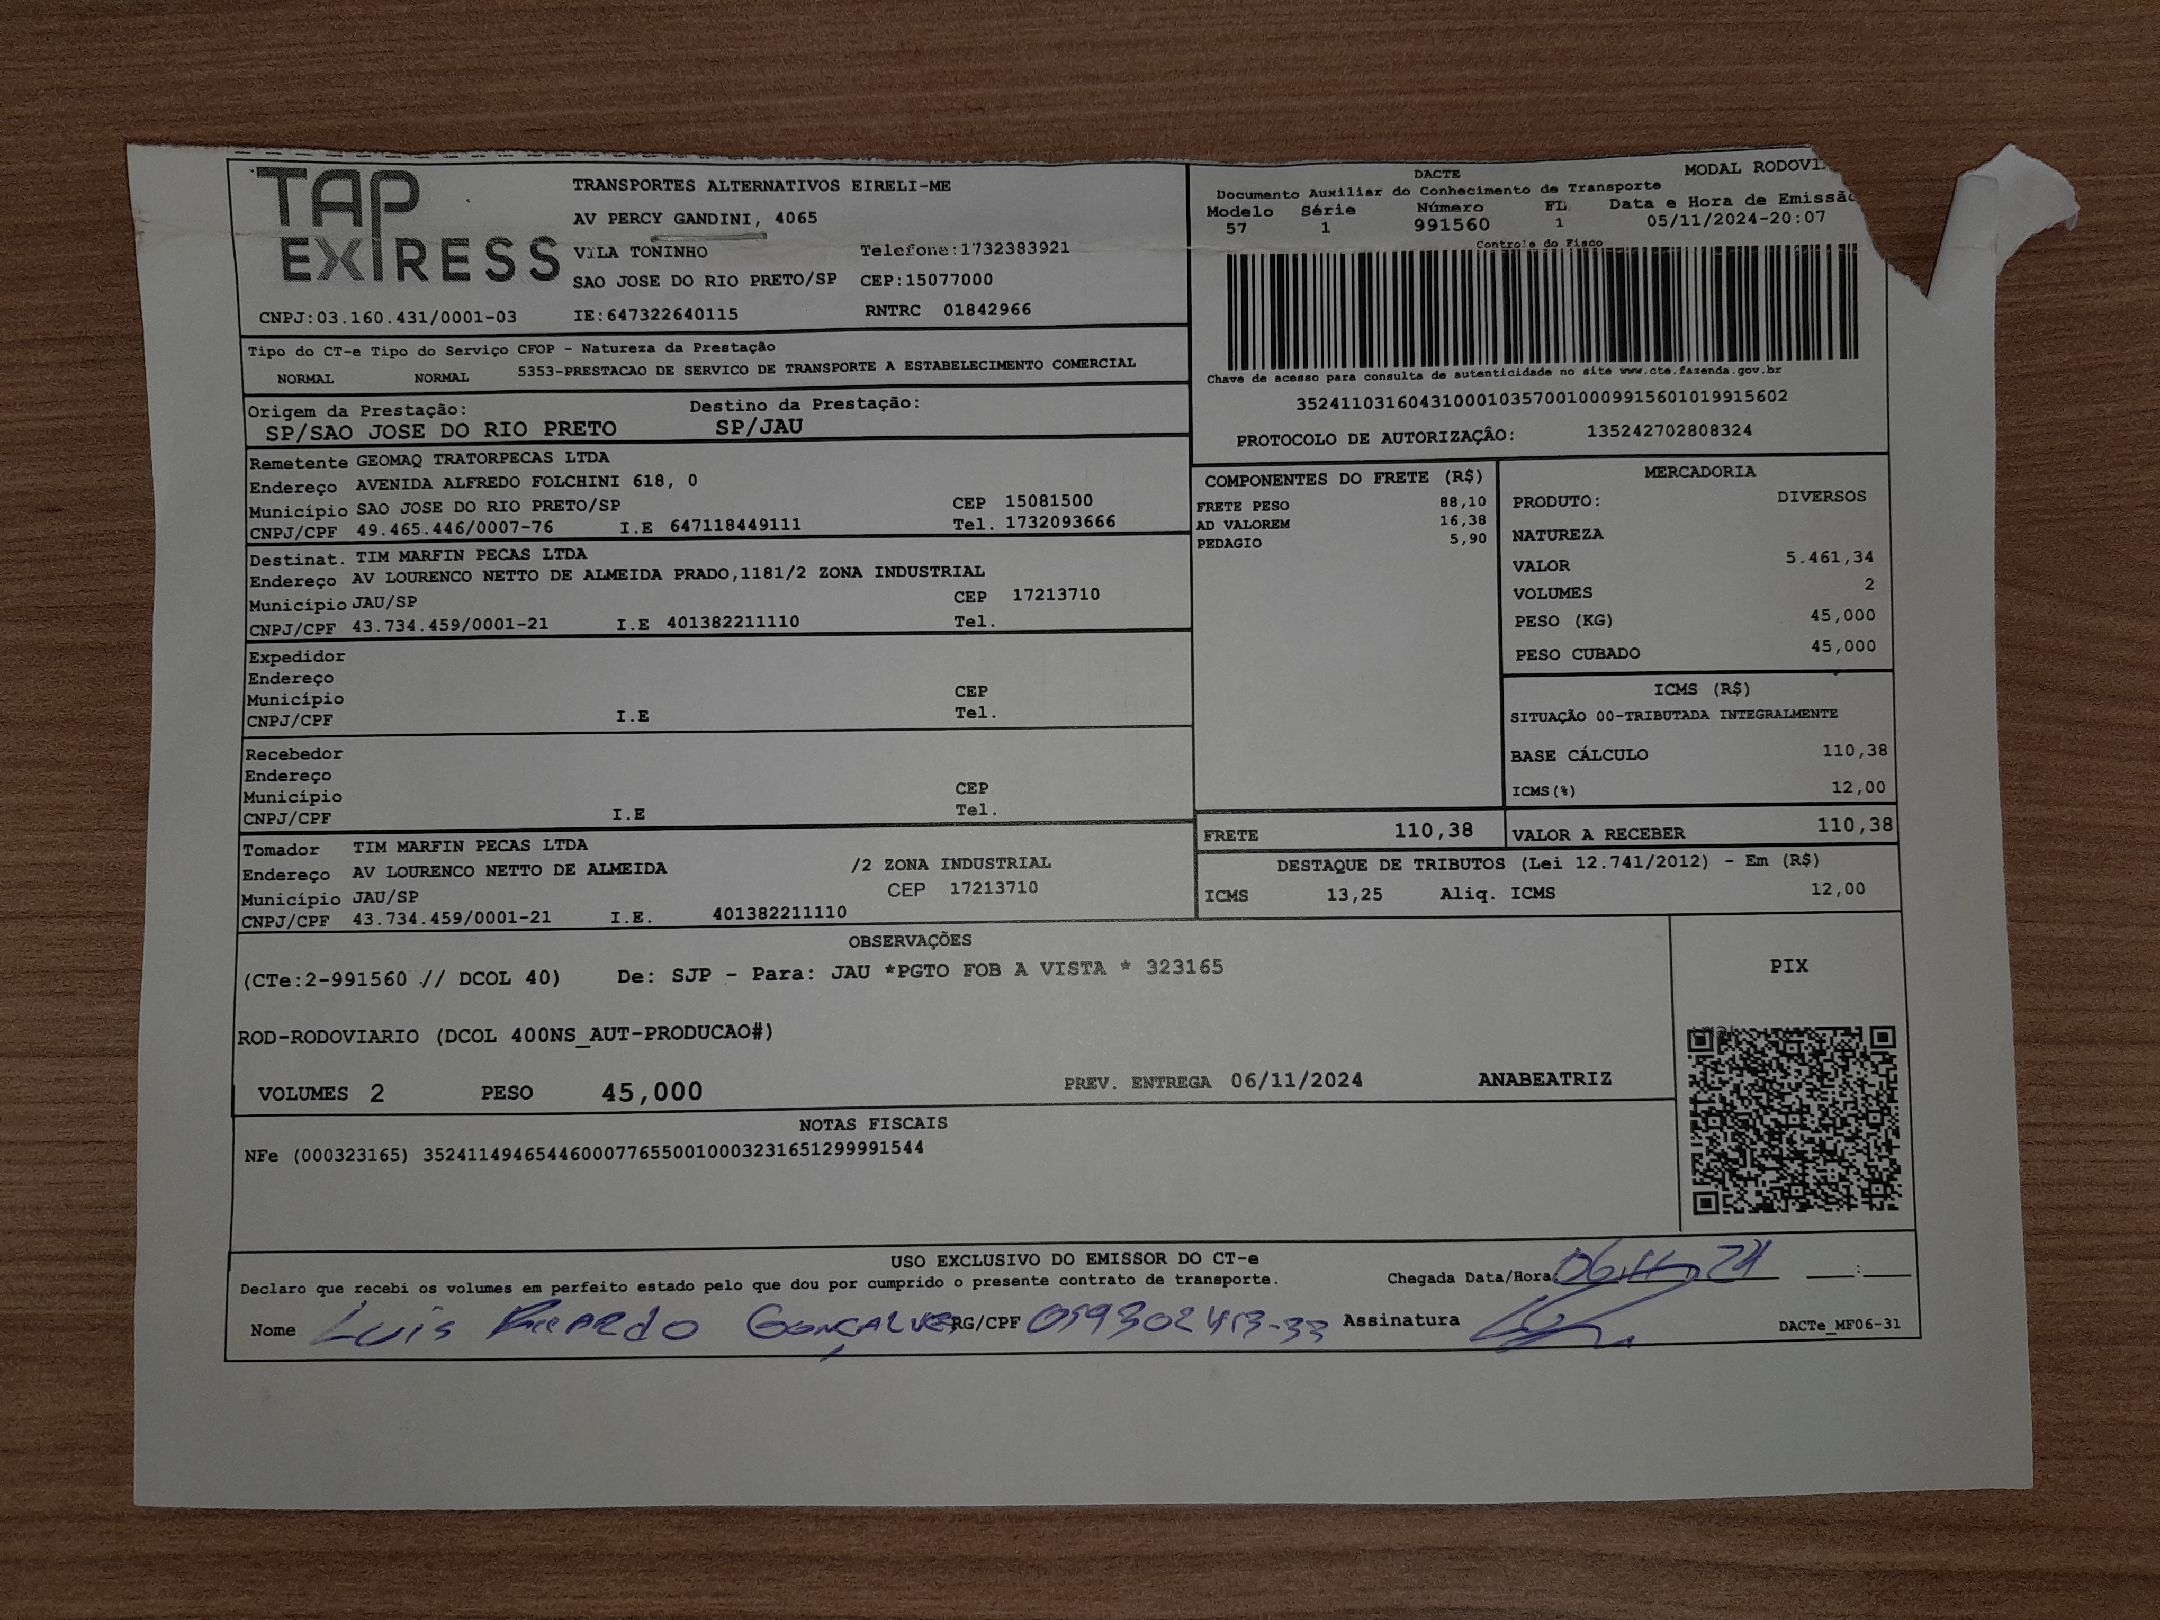 TAP EXPRESS
TRANSPORTES ALTERNATIVOS EIRELI-ME
AV PERCY GANDINI, 4065
VILA TONINHO Telefone:1732383921
SAO JOSE DO RIO PRETO/SP CEP:15077000
CNPJ:03.160.431/0001-03 IE:647322640115 RNTRC 01842966
DACTE MODAL RODOVI
Documento Auxiliar do Conhecimento de Transporte
Modelo Série Número FL Data e Hora de Emissão
57 1 991560 1 05/11/2024-20:07
Controle do Fisco
Chave de acesso para consulta de autenticidade no site www.cte.fazenda.gov.br
35241103160431000103570010009915601019915602
PROTOCOLO DE AUTORIZAÇÃO: 135242702808324
Tipo do CT-e Tipo do Serviço CFOP - Natureza da Prestação
NORMAL NORMAL 5353-PRESTACAO DE SERVICO DE TRANSPORTE A ESTABELECIMENTO COMERCIAL
Origem da Prestação: Destino da Prestação:
SP/SAO JOSE DO RIO PRETO SP/JAU
Remetente GEOMAQ TRATORPECAS LTDA
Endereço AVENIDA ALFREDO FOLCHINI 618, 0
Município SAO JOSE DO RIO PRETO/SP CEP 15081500
CNPJ/CPF 49.465.446/0007-76 I.E 647118449111 Tel. 1732093666
Destinat. TIM MARFIN PECAS LTDA
Endereço AV LOURENCO NETTO DE ALMEIDA PRADO,1181/2 ZONA INDUSTRIAL
Município JAU/SP CEP 17213710
CNPJ/CPF 43.734.459/0001-21 I.E 401382211110 Tel.
Expedidor
Endereço
Município CEP
CNPJ/CPF I.E Tel.
Recebedor
Endereço
Município CEP
CNPJ/CPF I.E Tel.
Tomador TIM MARFIN PECAS LTDA
Endereço AV LOURENCO NETTO DE ALMEIDA /2 ZONA INDUSTRIAL
Município JAU/SP CEP 17213710
CNPJ/CPF 43.734.459/0001-21 I.E. 401382211110
COMPONENTES DO FRETE (R$)
FRETE PESO 88,10
AD VALOREM 16,38
PEDAGIO 5,90
MERCADORIA
PRODUTO: DIVERSOS
NATUREZA
VALOR 5.461,34
VOLUMES 2
PESO (KG) 45,000
PESO CUBADO 45,000
ICMS (R$)
SITUAÇÃO 00-TRIBUTADA INTEGRALMENTE
BASE CÁLCULO 110,38
ICMS(%) 12,00
FRETE 110,38 VALOR A RECEBER 110,38
DESTAQUE DE TRIBUTOS (Lei 12.741/2012) - Em (R$)
ICMS 13,25 Aliq. ICMS 12,00
OBSERVAÇÕES
(CTe:2-991560 // DCOL 40) De: SJP - Para: JAU *PGTO FOB A VISTA * 323165
ROD-RODOVIARIO (DCOL 400NS_AUT-PRODUCAO#)
VOLUMES 2 PESO 45,000 PREV. ENTREGA 06/11/2024 ANABEATRIZ
PIX
NOTAS FISCAIS
NFe (000323165) 35241149465446000776550010003231651299991544
USO EXCLUSIVO DO EMISSOR DO CT-e
Declaro que recebi os volumes em perfeito estado pelo que dou por cumprido o presente contrato de transporte. Chegada Data/Hora 06.11.24 :
Nome Luis Ricardo Gonçalves RG/CPF 059302413-33 Assinatura DACTe_MF06-31